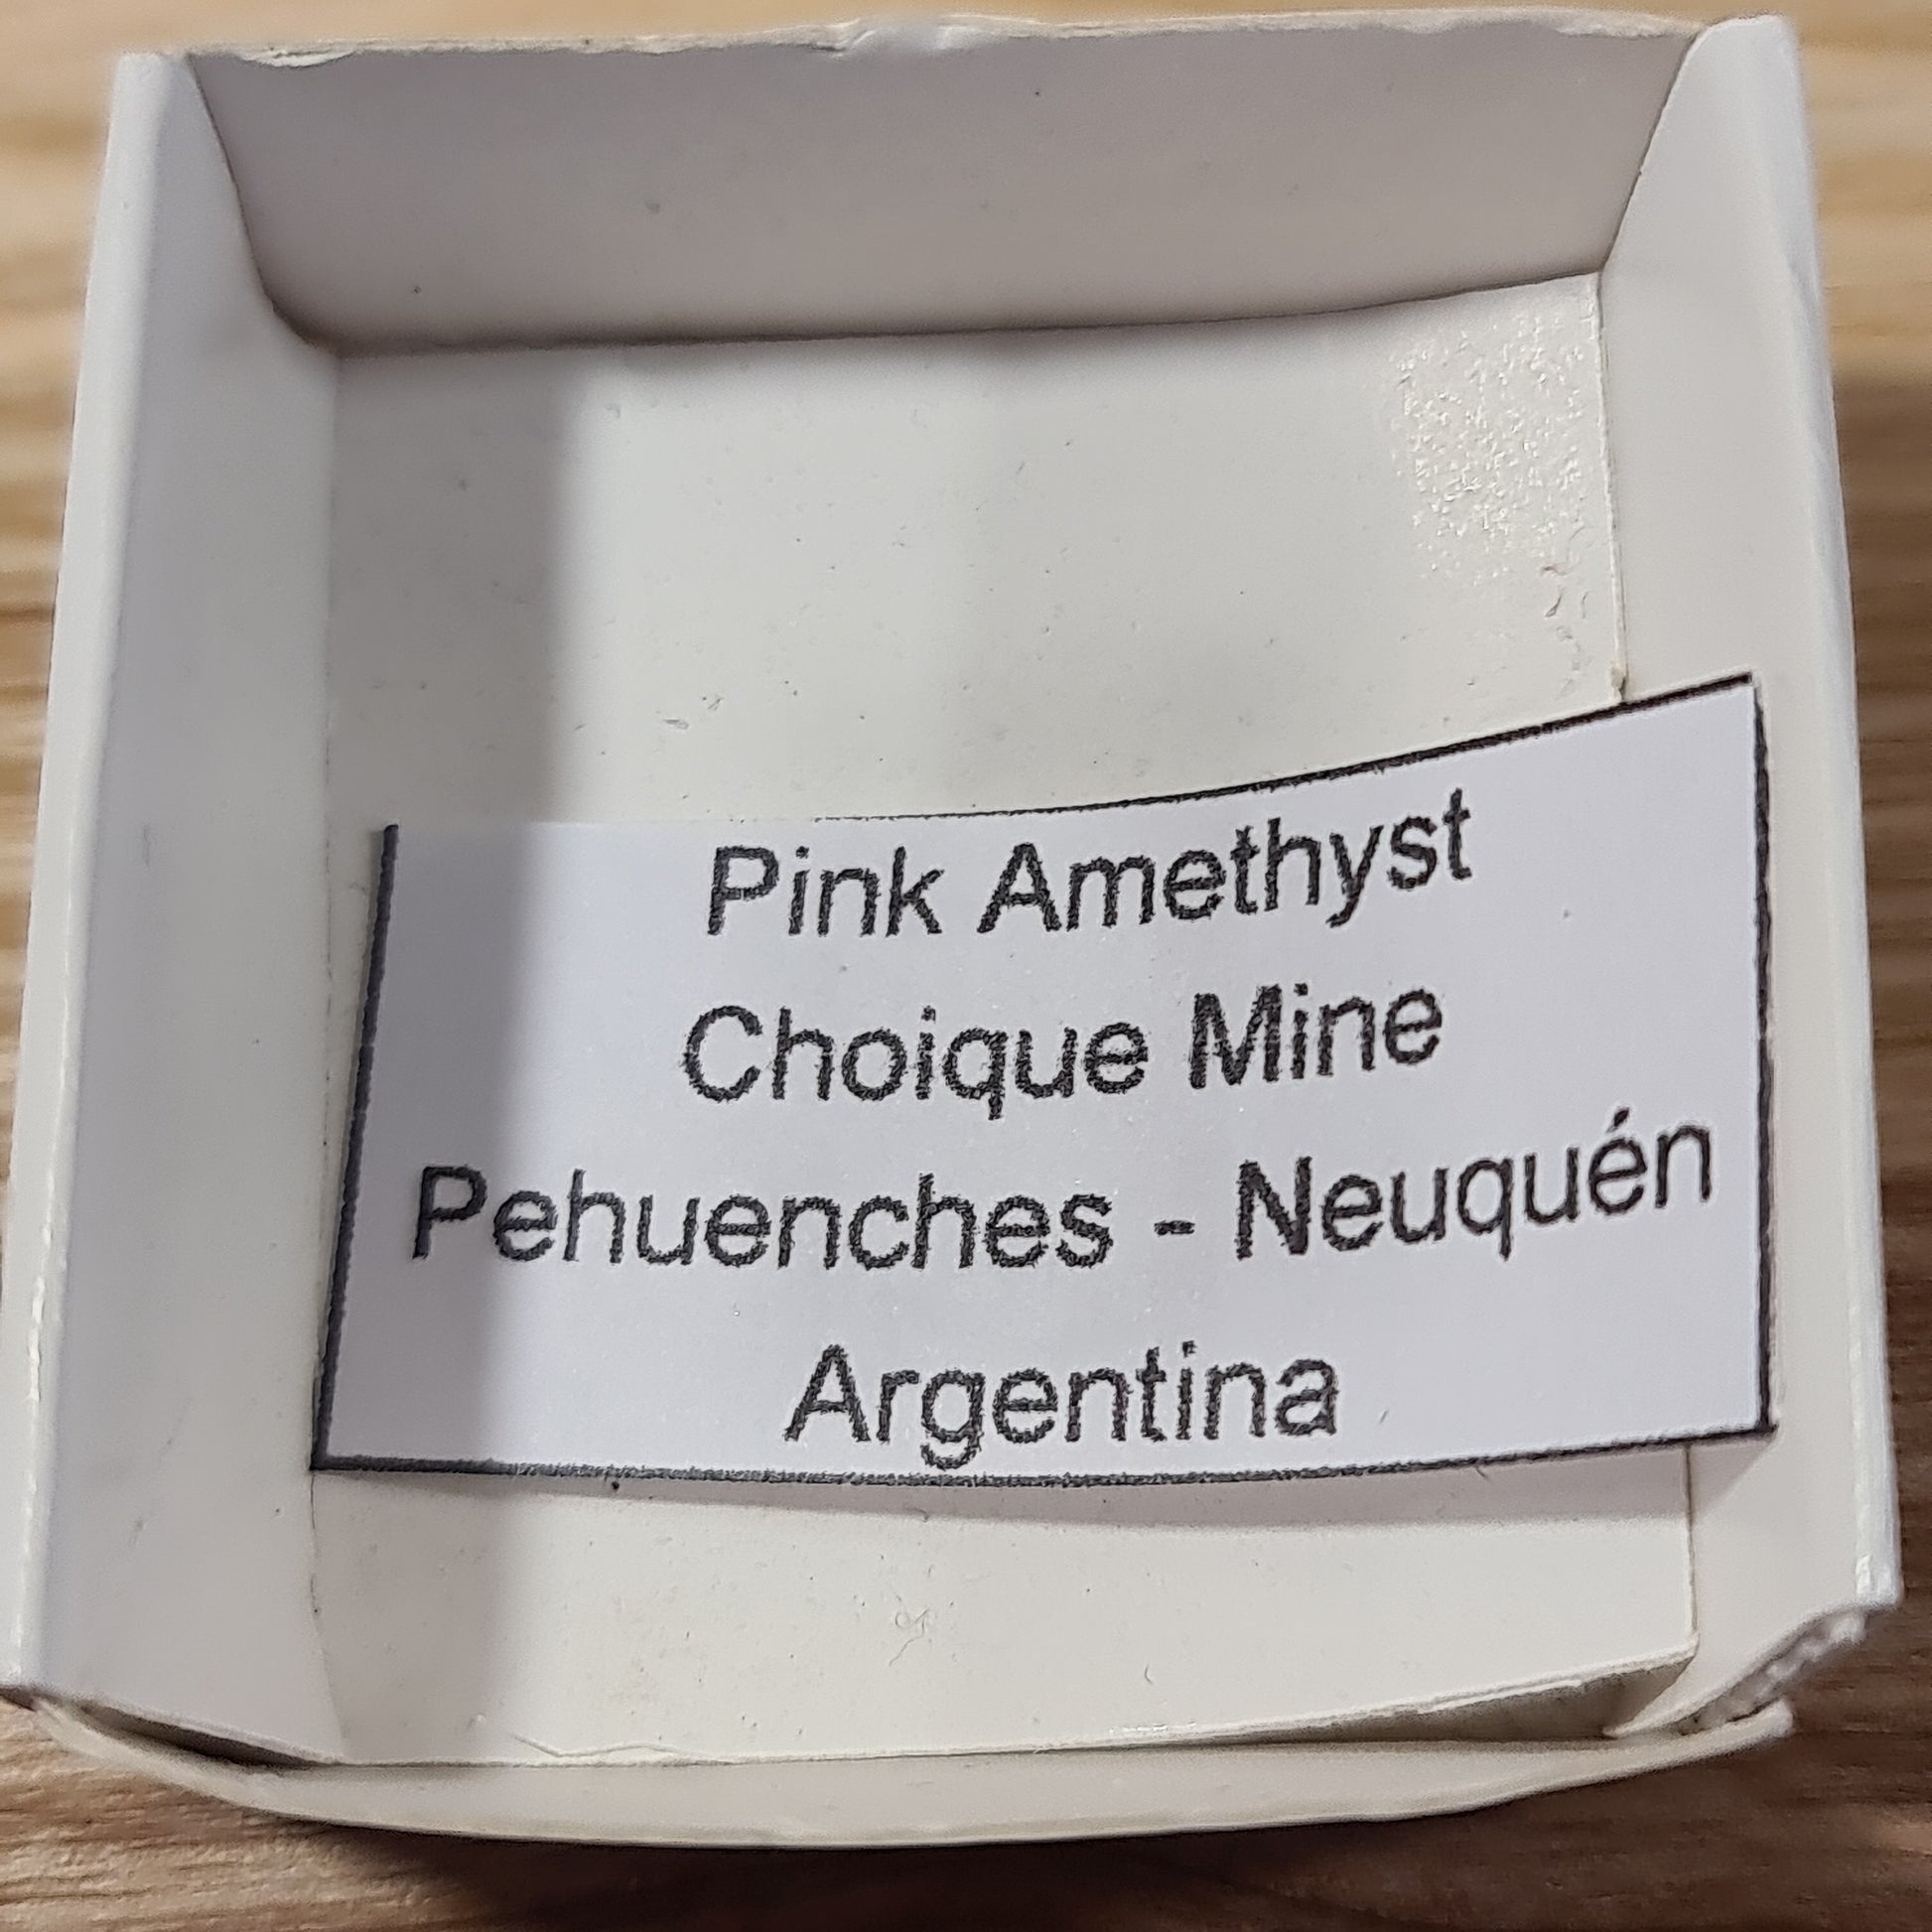 Pink Amethyst
Choique Mine
Pehuenches - Neuquén
Argentina